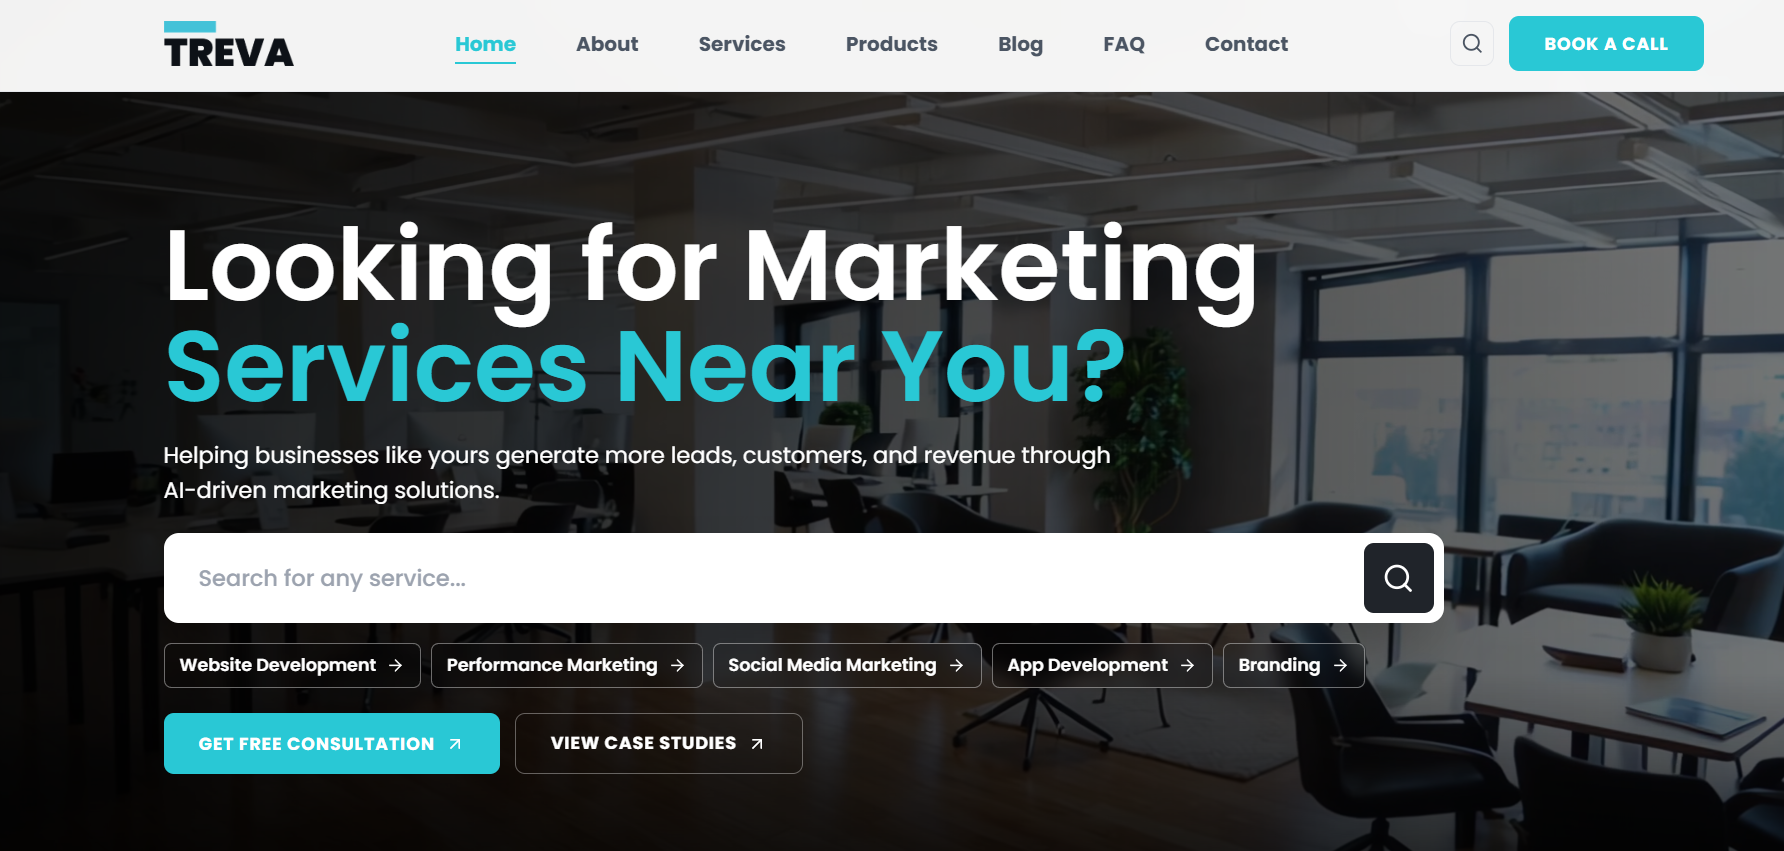 TREVA
Home
About
Services
Products
Blog
FAQ
Contact
BOOK A CALL
Looking for Marketing
Services Near You?
Helping businesses like yours generate more leads, customers, and revenue through
AI-driven marketing solutions.
Search for any service...
Website Development
Performance Marketing
Social Media Marketing
App Development
Branding
GET FREE CONSULTATION
VIEW CASE STUDIES